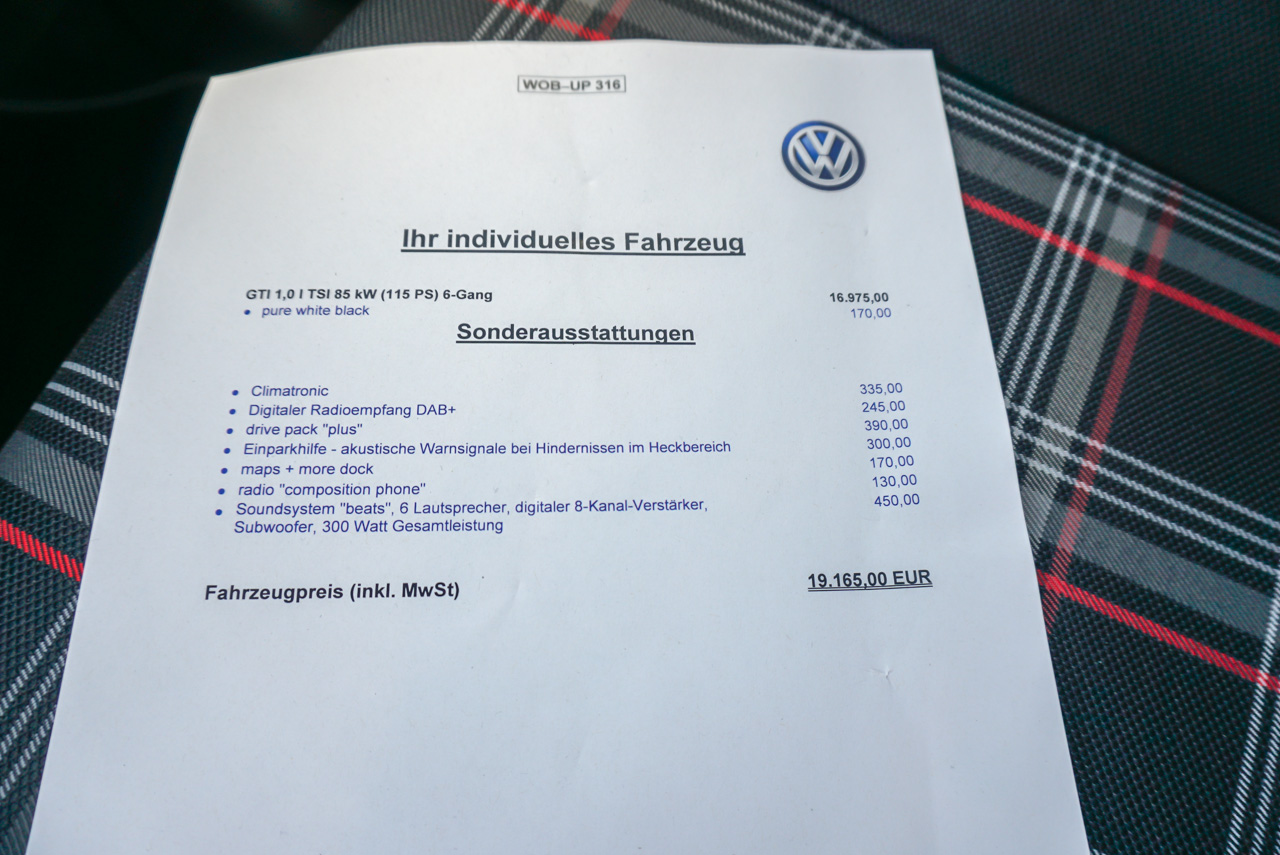 WOB–UP 316
Ihr individuelles Fahrzeug
GTI 1,0 l TSI 85 kW (115 PS) 6-Gang 16.975,00
• pure white black 170,00
Sonderausstattungen
• Climatronic 335,00
• Digitaler Radioempfang DAB+ 245,00
• drive pack "plus" 390,00
• Einparkhilfe - akustische Warnsignale bei Hindernissen im Heckbereich 300,00
• maps + more dock 170,00
• radio "composition phone" 130,00
• Soundsystem "beats", 6 Lautsprecher, digitaler 8-Kanal-Verstärker, 450,00
Subwoofer, 300 Watt Gesamtleistung
Fahrzeugpreis (inkl. MwSt) 19.165,00 EUR